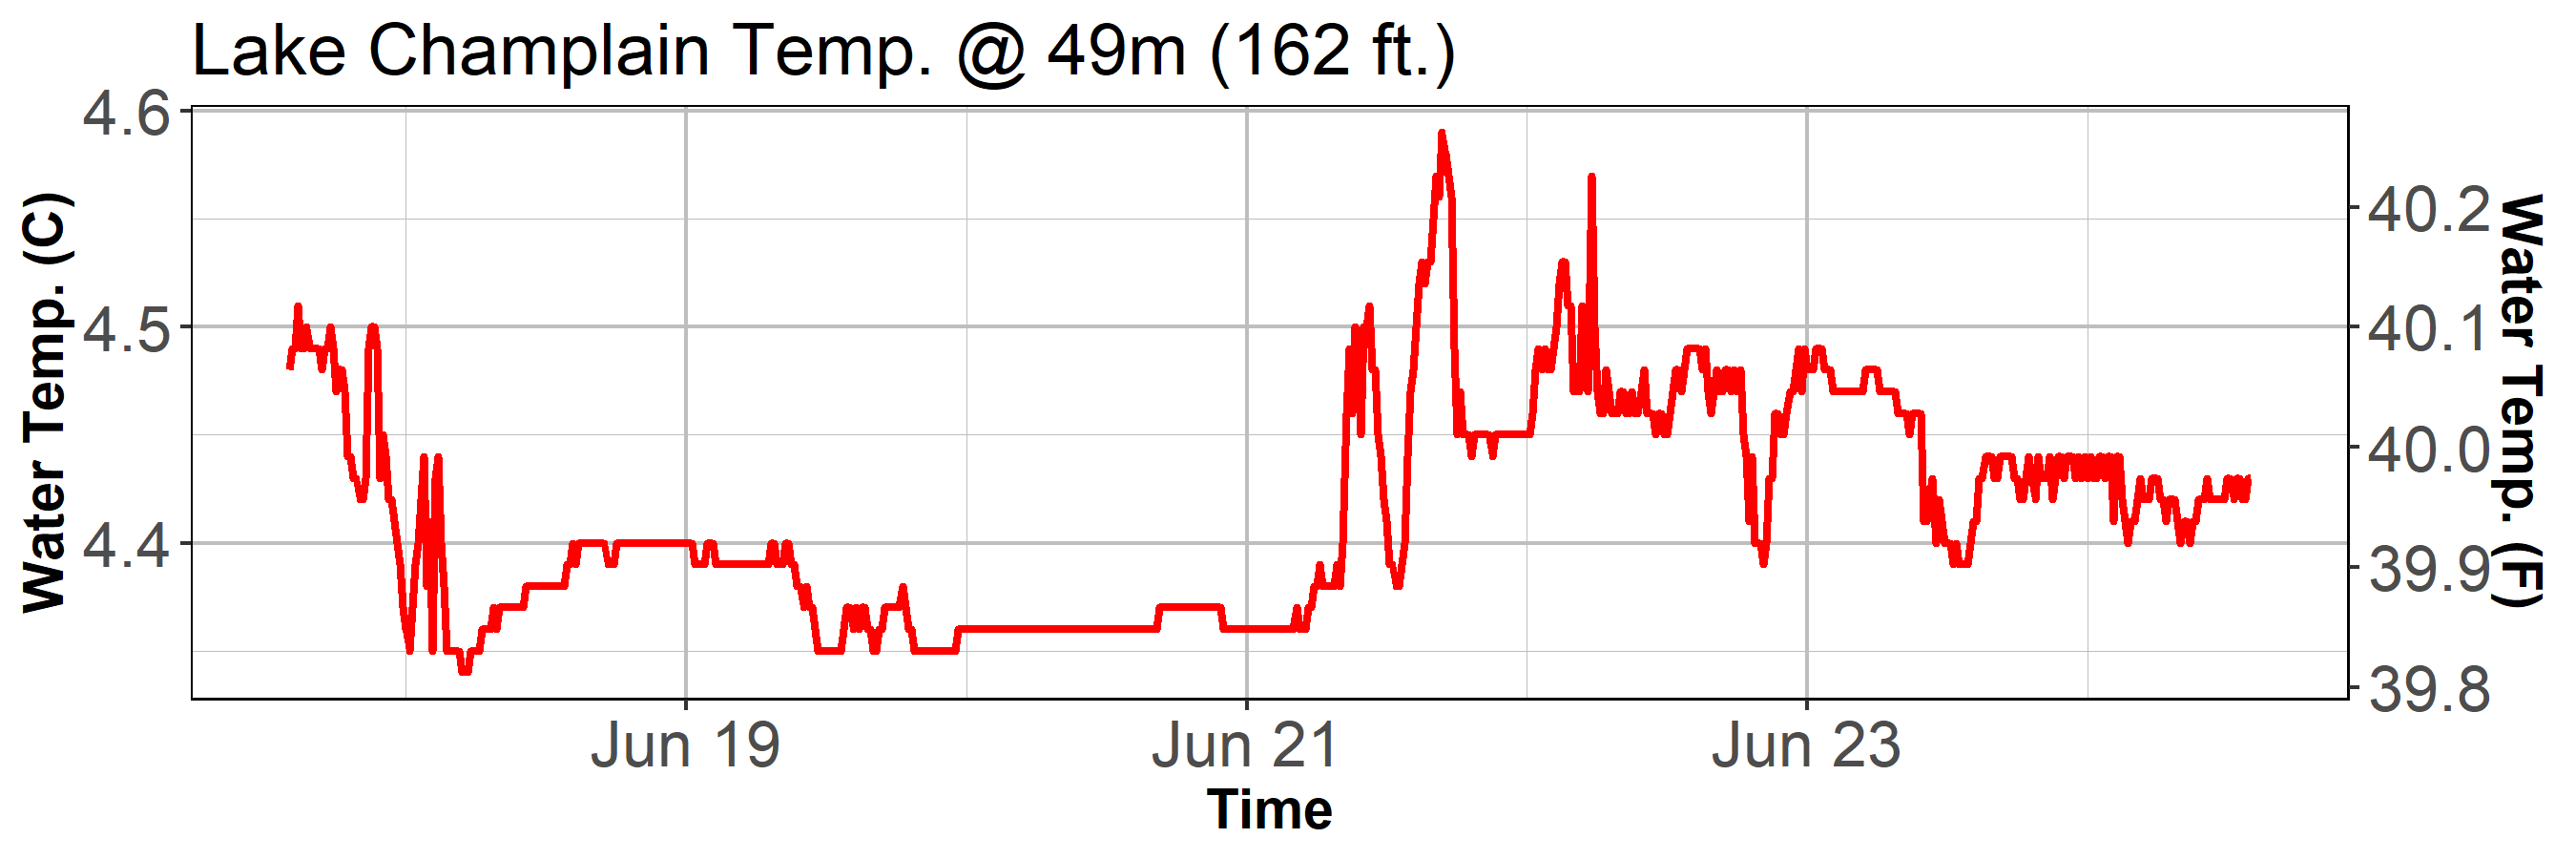 Lake Champlain Temp. @ 49m (162 ft.)
4.6
4.5
4.4
Water Temp. (C)
40.2
40.1
40.0
39.9
39.8
Water Temp. (F)
Jun 19
Jun 21
Jun 23
Time